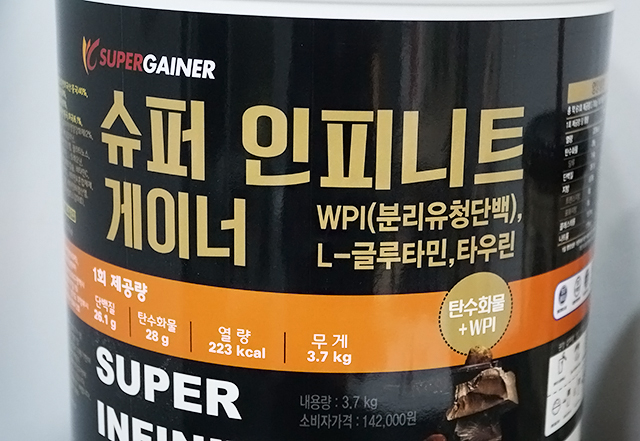 SUPERGAINER
슈퍼 인피니트
게이너
WPI(분리유청단백),
L-글루타민,타우린
1회 제공량
단백질
26.1 g
탄수화물
28 g
열 량
223 kcal
무 게
3.7 kg
탄수화물
+WPI
SUPER
내용량 : 3.7 kg
소비자가격 : 142,000원